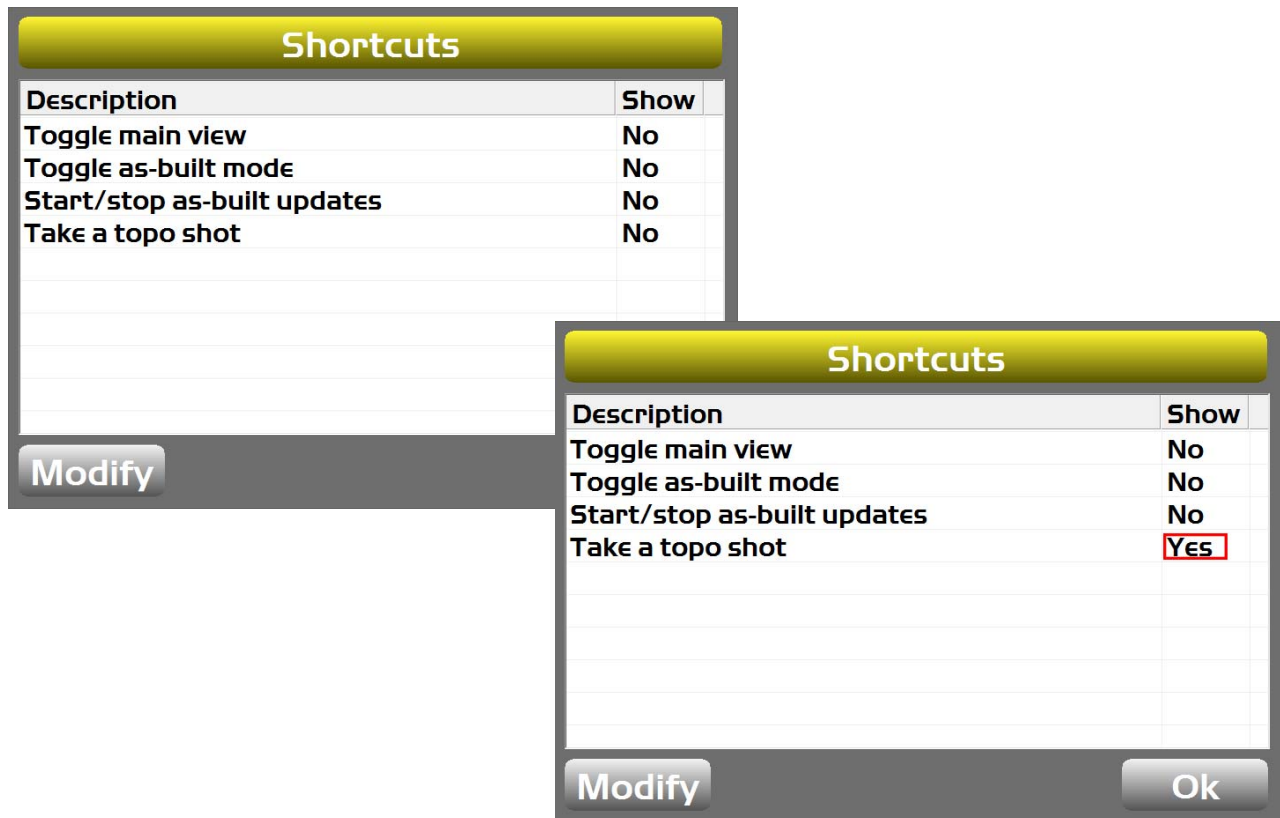 Shortcuts
Description Show
Toggle main view No
Toggle as-built mode No
Start/stop as-built updates No
Take a topo shot No
Modify
Shortcuts
Description Show
Toggle main view No
Toggle as-built mode No
Start/stop as-built updates No
Take a topo shot Yes
Modify Ok